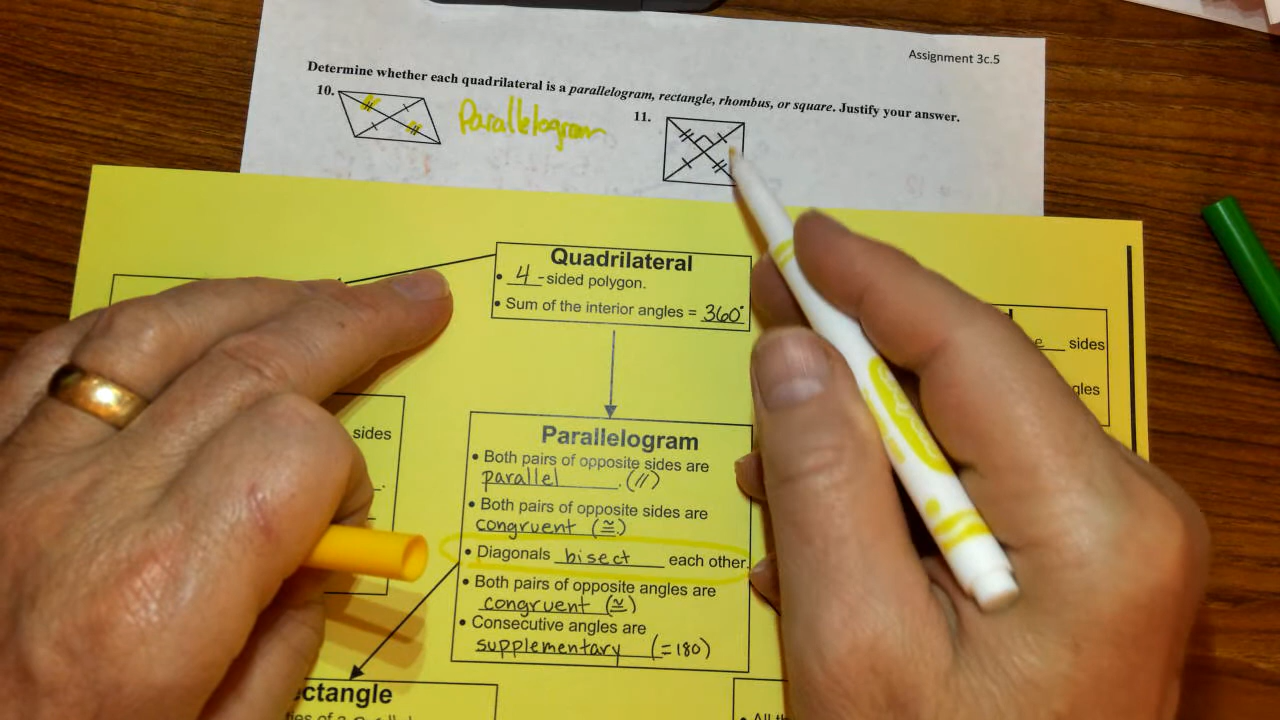 Assignment 3c.5
Determine whether each quadrilateral is a parallelogram, rectangle, rhombus, or square. Justify your answer.
10.
Parallelogram
11.
Quadrilateral
• 4-sided polygon.
• Sum of the interior angles = 360°
e sides
gles
sides
Parallelogram
• Both pairs of opposite sides are
parallel. (//)
• Both pairs of opposite sides are
congruent (≅)
• Diagonals bisect each other.
• Both pairs of opposite angles are
congruent (≅)
• Consecutive angles are
supplementary (=180)
ctangle
of a
• All